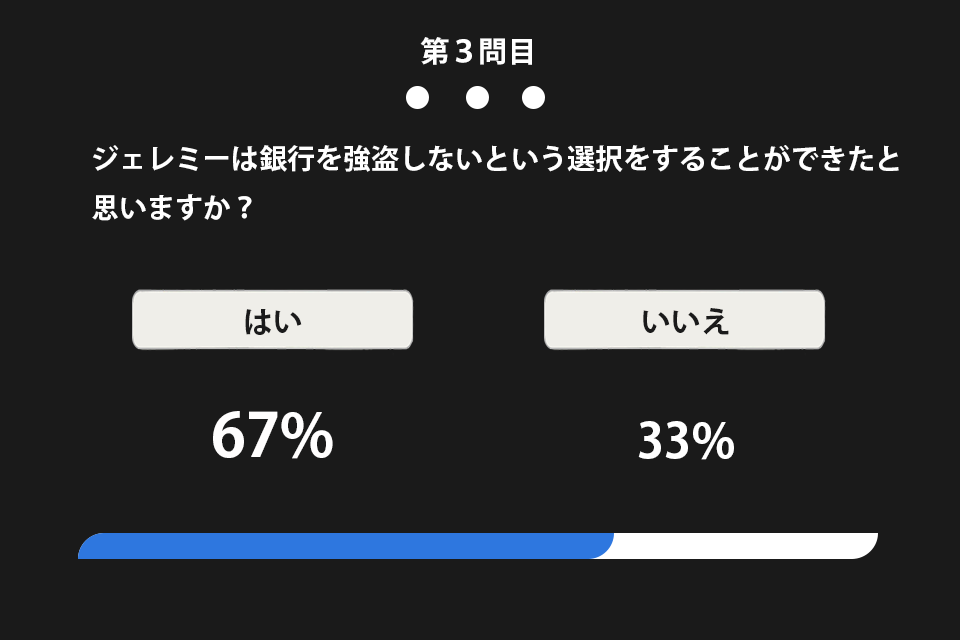 第３問目
ジェレミーは銀行を強盗しないという選択をすることができたと
思いますか？
はい
いいえ
67%
33%